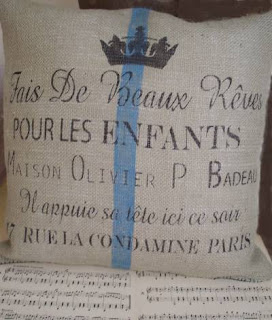 Fais De Beaux Rêves
POUR LES ENFANTS
MAISON OLIVIER P BADEAU
Il appuie sa tête ici ce soir
17 RUE LA CONDAMINE PARIS